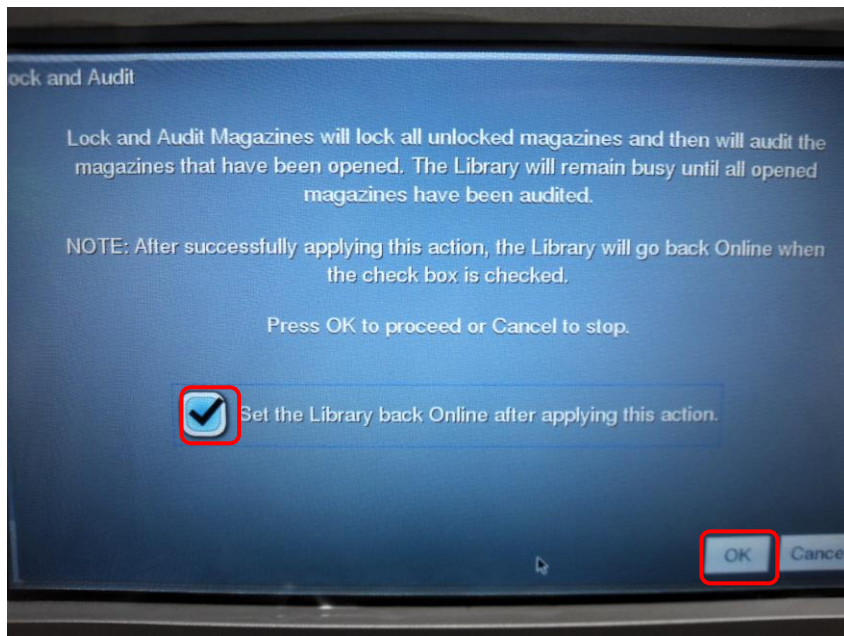 ock and Audit
Lock and Audit Magazines will lock all unlocked magazines and then will audit the
magazines that have been opened. The Library will remain busy until all opened
magazines have been audited.
NOTE: After successfully applying this action, the Library will go back Online when
the check box is checked.
Press OK to proceed or Cancel to stop.
Set the Library back Online after applying this action.
OK
Cance